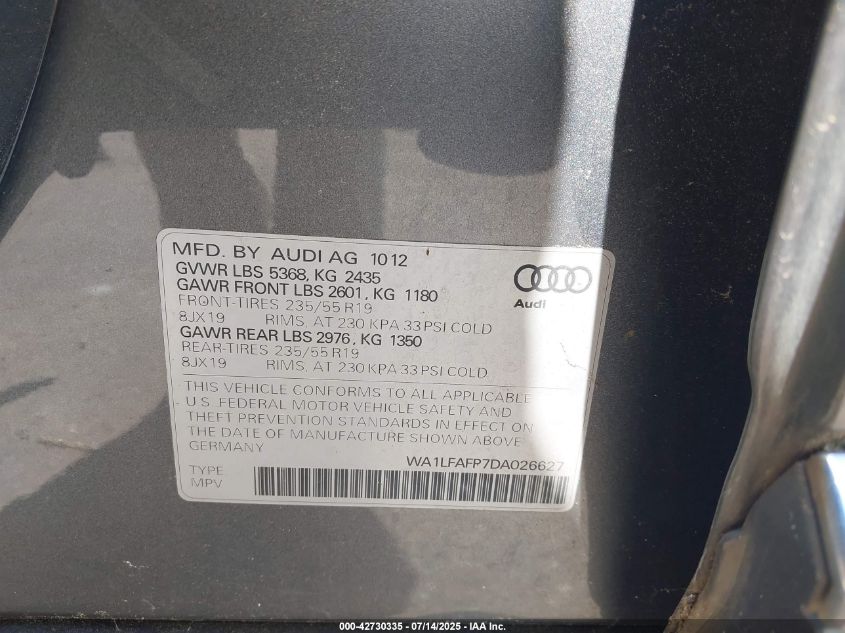 MFD. BY AUDI AG 10 12
GVWR LBS 5368, KG 2435
GAWR FRONT LBS 2601, KG 1180
FRONT-TIRES 235/55 R19
8JX19 RIMS, AT 230 KPA 33 PSI COLD
GAWR REAR LBS 2976, KG 1350
REAR-TIRES 235/55 R19
8JX19 RIMS, AT 230 KPA 33 PSI COLD
Audi
THIS VEHICLE CONFORMS TO ALL APPLICABLE
U.S. FEDERAL MOTOR VEHICLE SAFETY AND
THEFT PREVENTION STANDARDS IN EFFECT ON
THE DATE OF MANUFACTURE SHOWN ABOVE
GERMANY
WA1LFAFP7DA026627
TYPE
MPV
000-42730335 - 07/14/2025 - IAA Inc.